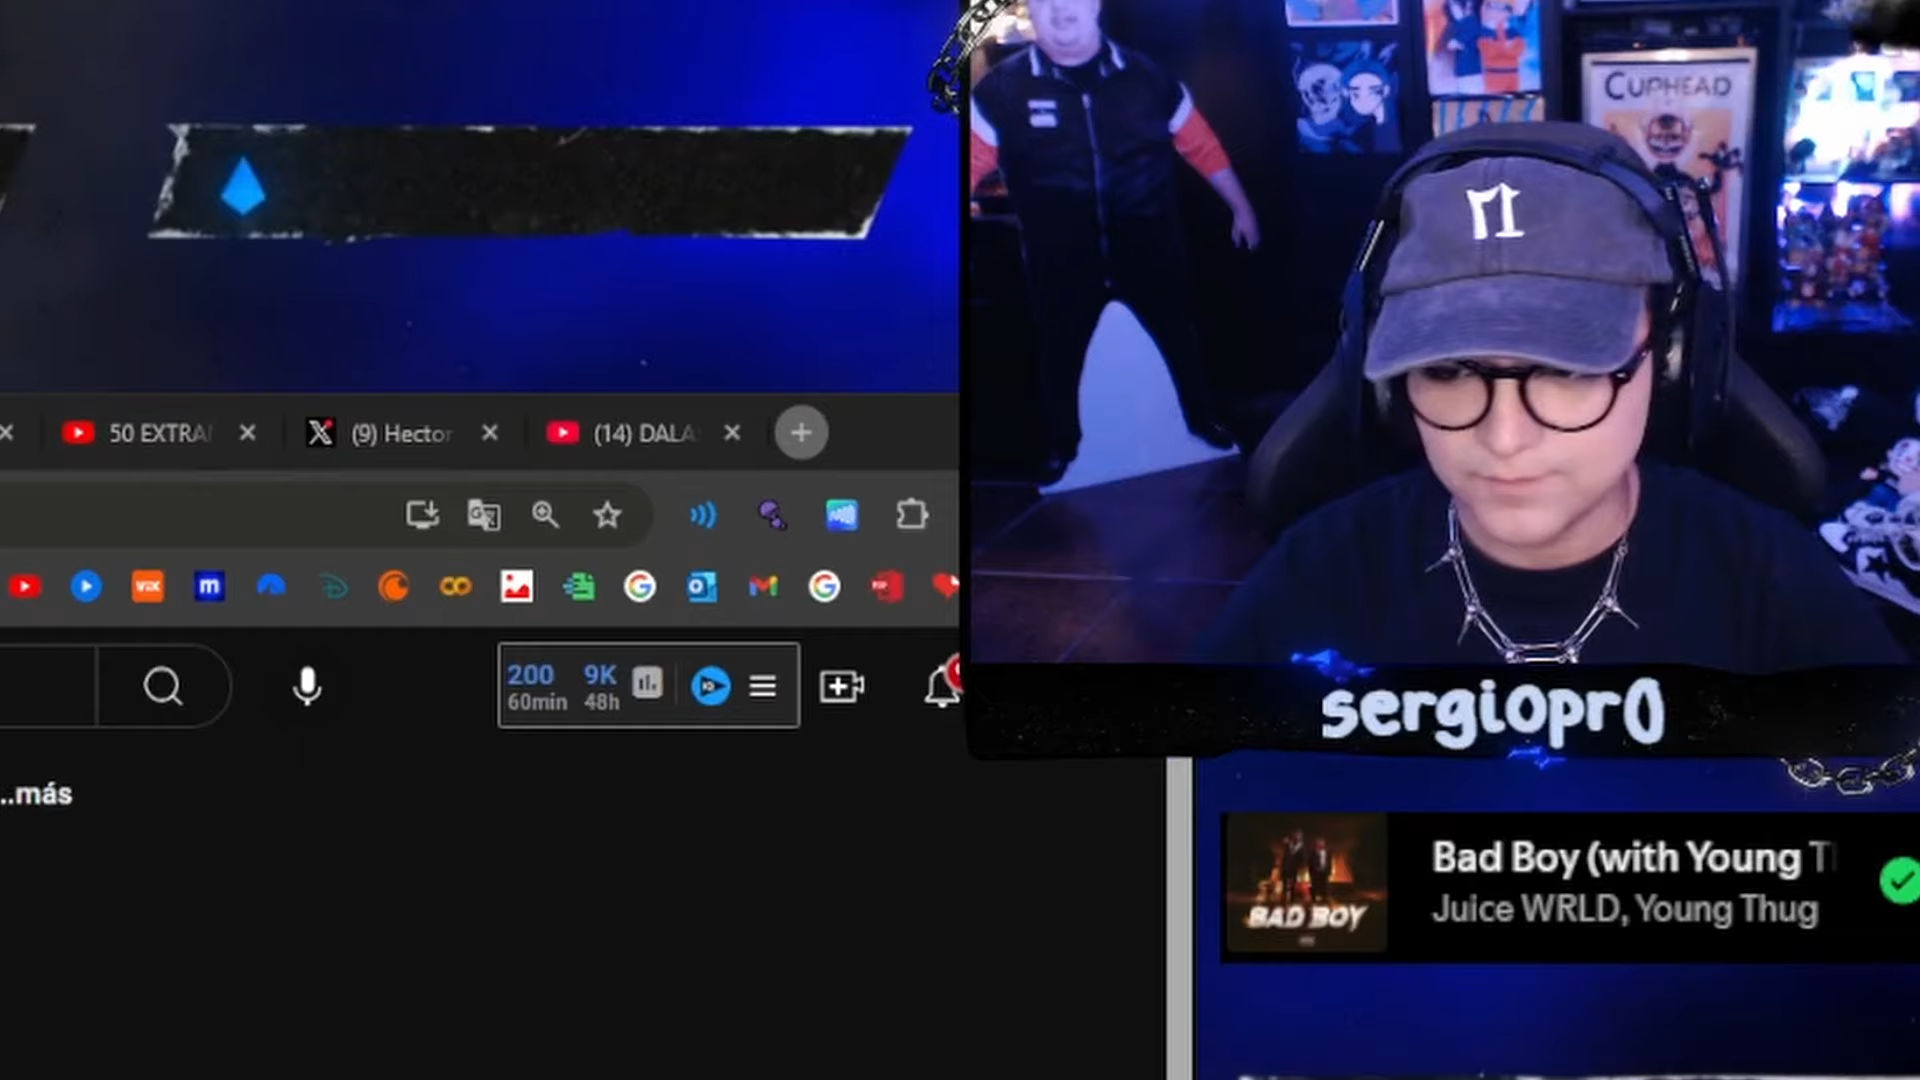 CUPHEAD
50 EXTRA
(9) Hector
(14) DALA
ViX
m
200
9K
60min
48h
sergiopr0
...más
BAD BOY
Bad Boy (with Young T
Juice WRLD, Young Thug